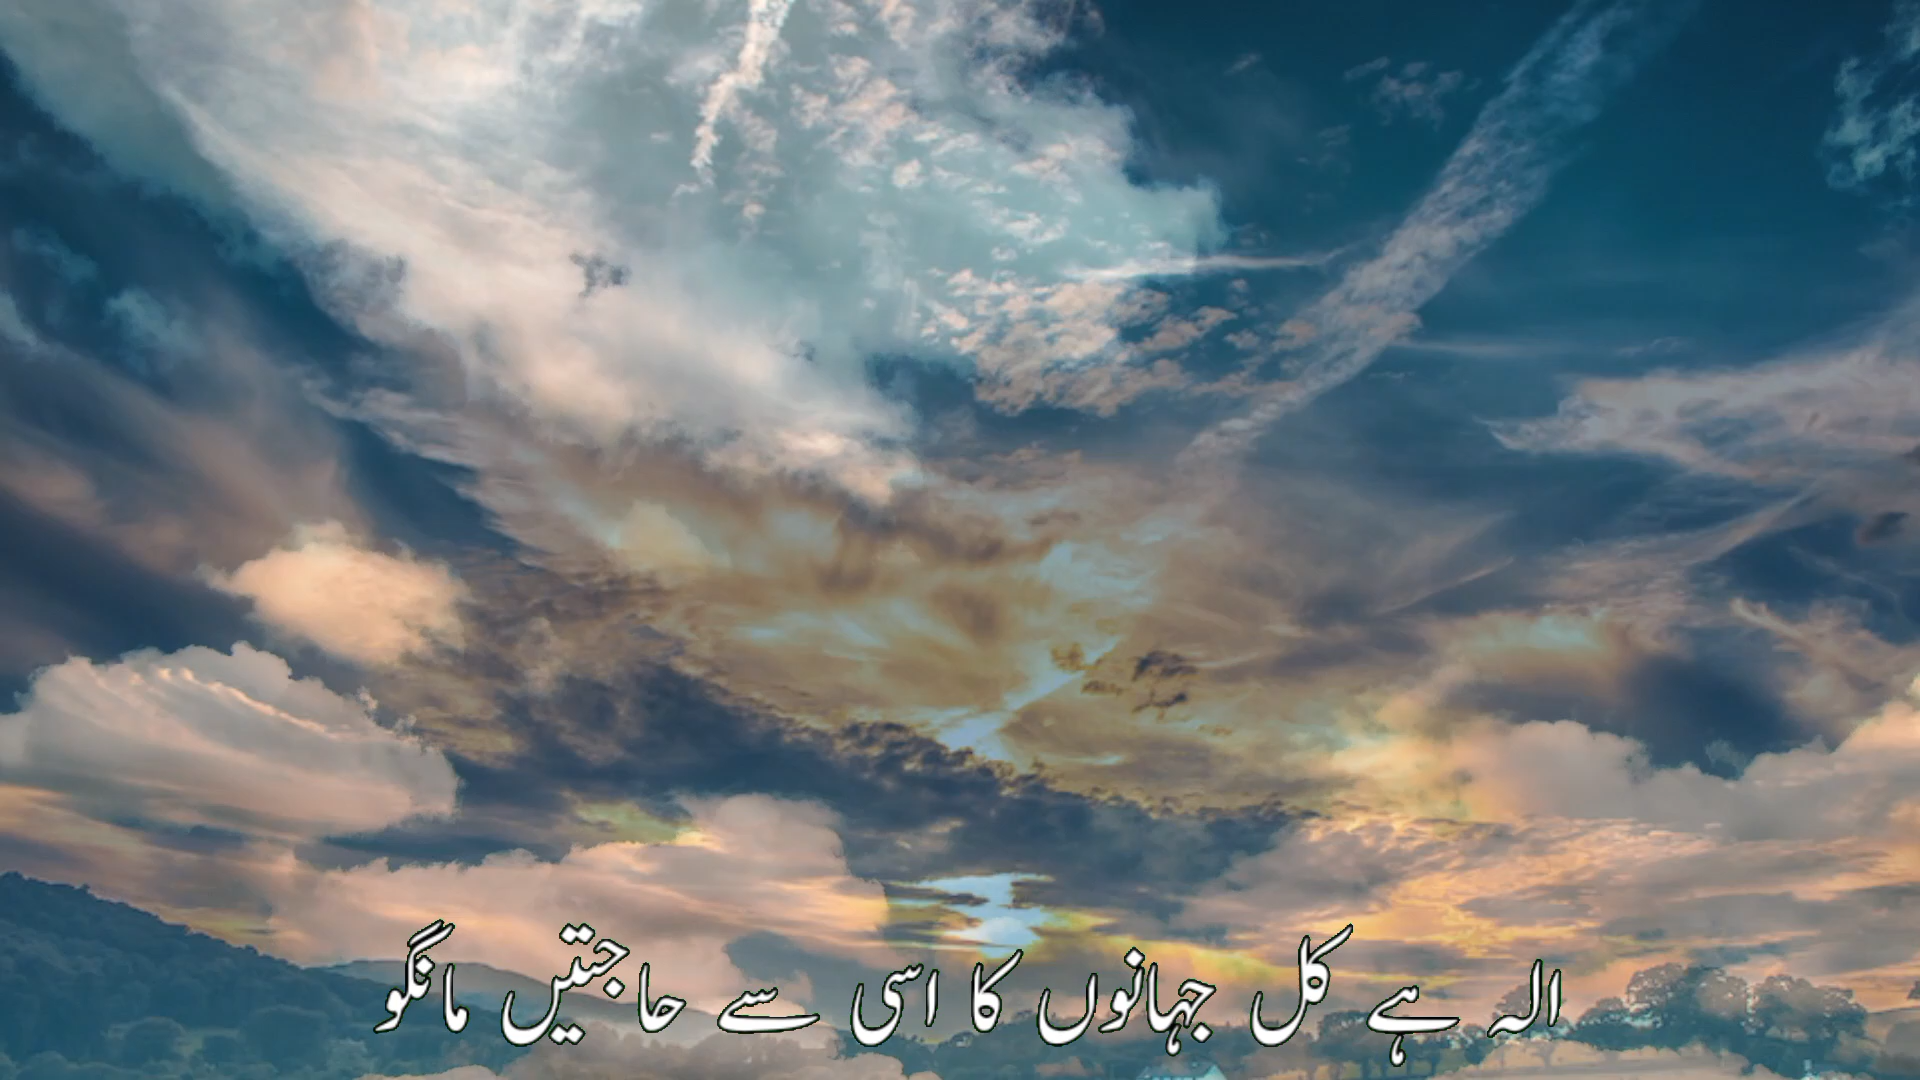 الہ ہے کل جہانوں کا اسی سے حاجتیں مانگو